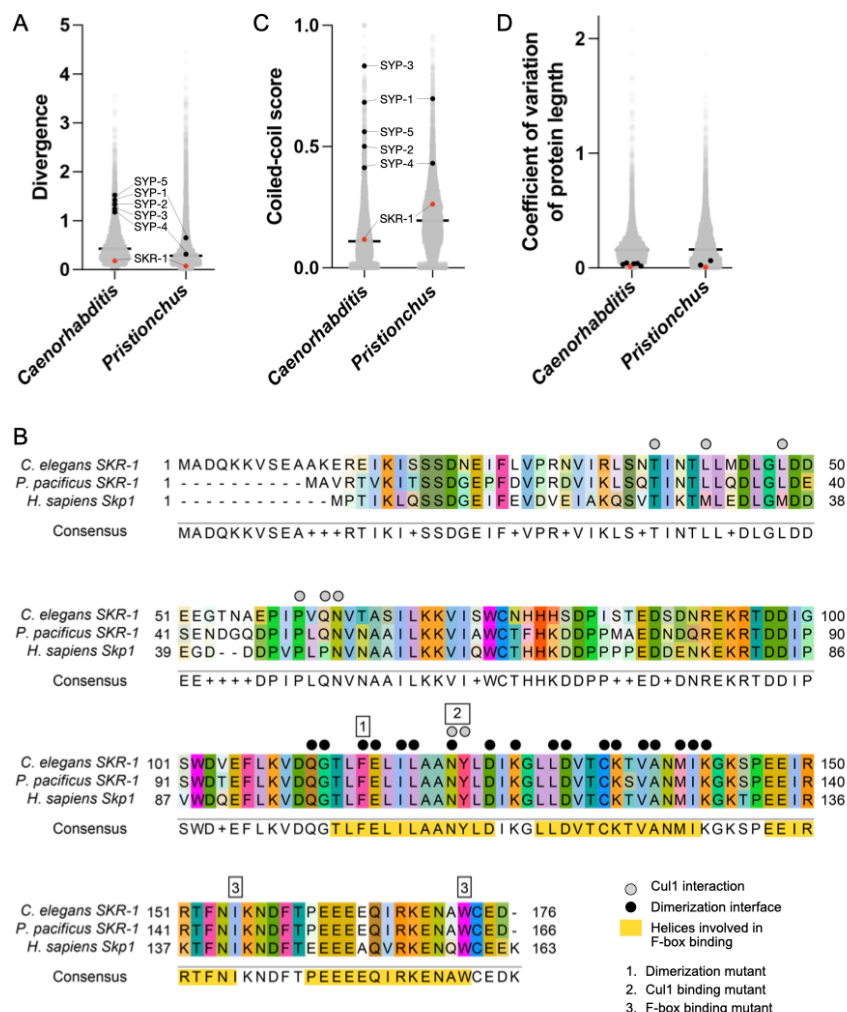 A
C
D
5
4
3
2
1
0
Divergence
SYP-5
SYP-1
SYP-2
SYP-3
SYP-4
SKR-1
Caenorhabditis
Pristionchus
1.0
0.5
0.0
Coiled-coil score
SYP-3
SYP-1
SYP-5
SYP-2
SYP-4
SKR-1
Caenorhabditis
Pristionchus
2
1
0
Coefficient of variation
of protein legnth
Caenorhabditis
Pristionchus
B
C. elegans SKR-1 1 MADQKKVSEAAKEREIKISSSDNEIFLVPRNVIRLSNTINTLLMDLGLDD 50
P. pacificus SKR-1 1 ----------MAVRTVKITSSDGEPFDVPRDVIKLSQTINTLLEDLGLDE 40
H. sapiens Skp1 1 ------------MPTIKLQSSDGEIFEVDVEIAKQSVTIKTMLEDLGMDD 38
Consensus MADQKKVSEA+++RTIKI+SSDGEIF+VPR+VIKLS+TINTLL+DLGLDD
C. elegans SKR-1 51 EEGTNAEPIPVQNVTASILKKVISWCNHHHSDPISTEDSDNREKRTDDIG 100
P. pacificus SKR-1 41 SENDGQDPIPLQNVNAAILKKVIAWCTFHKDDPPMAEDNDQREKRTDDIP 90
H. sapiens Skp1 39 EGD--DDPVPLPNVNAAILKKVIQWCTHHKDDPPPPEDDENKEKRTDDIP 86
Consensus EE++++DPIPLQNVNAAILKKVI+WCTHHKDDPP++ED+DNREKRTDDIP
1 2
C. elegans SKR-1 101 SWDVEFLKVDQGTLFELILAANYLDIKGLLDVTCKTVANMIKGKSPEEIR 150
P. pacificus SKR-1 91 SWDTEFLKVDQGTLFELILAANYLDIKGLLDVTCKSVANMIKGKSPEEIR 140
H. sapiens Skp1 87 VWDQEFLKVDQGTLFELILAANYLDIKGLLDVTCKTVANMIKGKTPEEIR 136
Consensus SWD+EFLKVDQGTLFELILAANYLDIKGLLDVTCKTVANMIKGKSPEEIR
3 3
C. elegans SKR-1 151 RTFNIKNDFTPEEEEQIRKENAWCED- 176
P. pacificus SKR-1 141 RTFNIKNDFTPEEEEQIRKENAWCED- 166
H. sapiens Skp1 137 KTFNIKNDFTEEEEAQVRKENQWCEEK 163
Consensus RTFNIKNDFTPEEEEQIRKENAWCEDK
Cul1 interaction
Dimerization interface
Helices involved in
F-box binding
1. Dimerization mutant
2. Cul1 binding mutant
3. F-box binding mutant